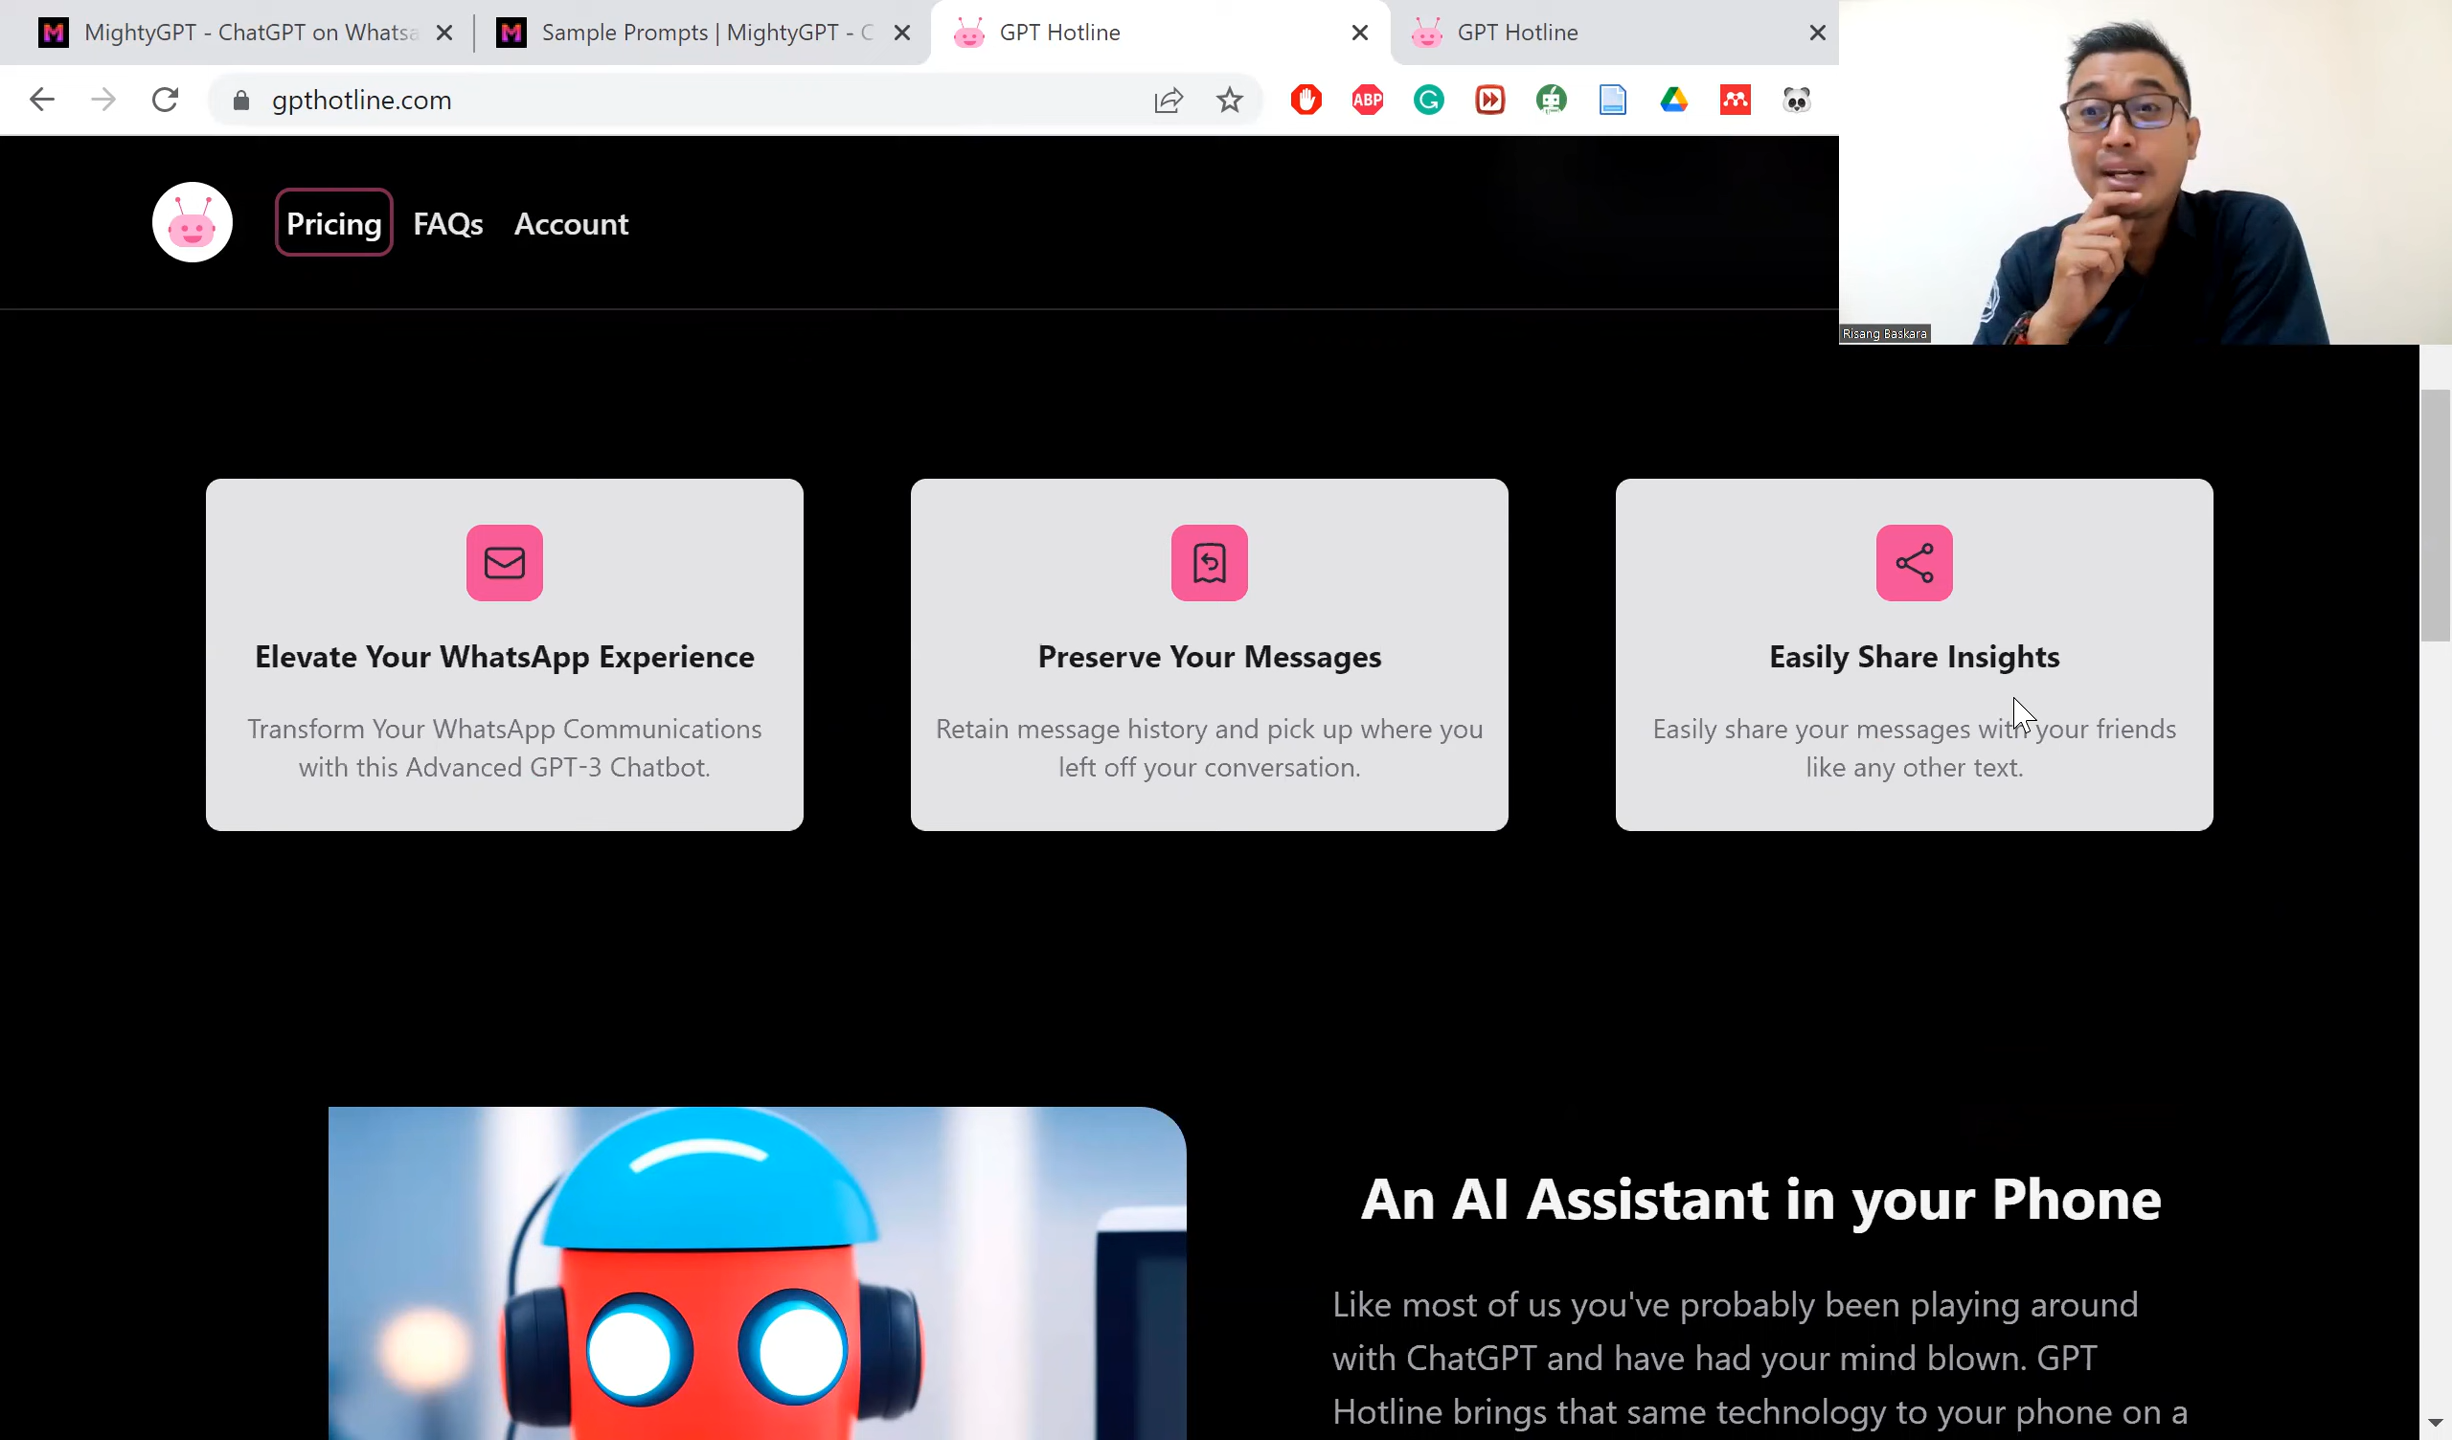 MightyGPT - ChatGPT on Whatsa
Sample Prompts | MightyGPT - C
GPT Hotline
GPT Hotline
gpthotline.com
ABP
Pricing
FAQs
Account
Risang Baskara
Elevate Your WhatsApp Experience
Transform Your WhatsApp Communications
with this Advanced GPT-3 Chatbot.
Preserve Your Messages
Retain message history and pick up where you
left off your conversation.
Easily Share Insights
Easily share your messages with your friends
like any other text.
An AI Assistant in your Phone
Like most of us you've probably been playing around
with ChatGPT and have had your mind blown. GPT
Hotline brings that same technology to your phone on a